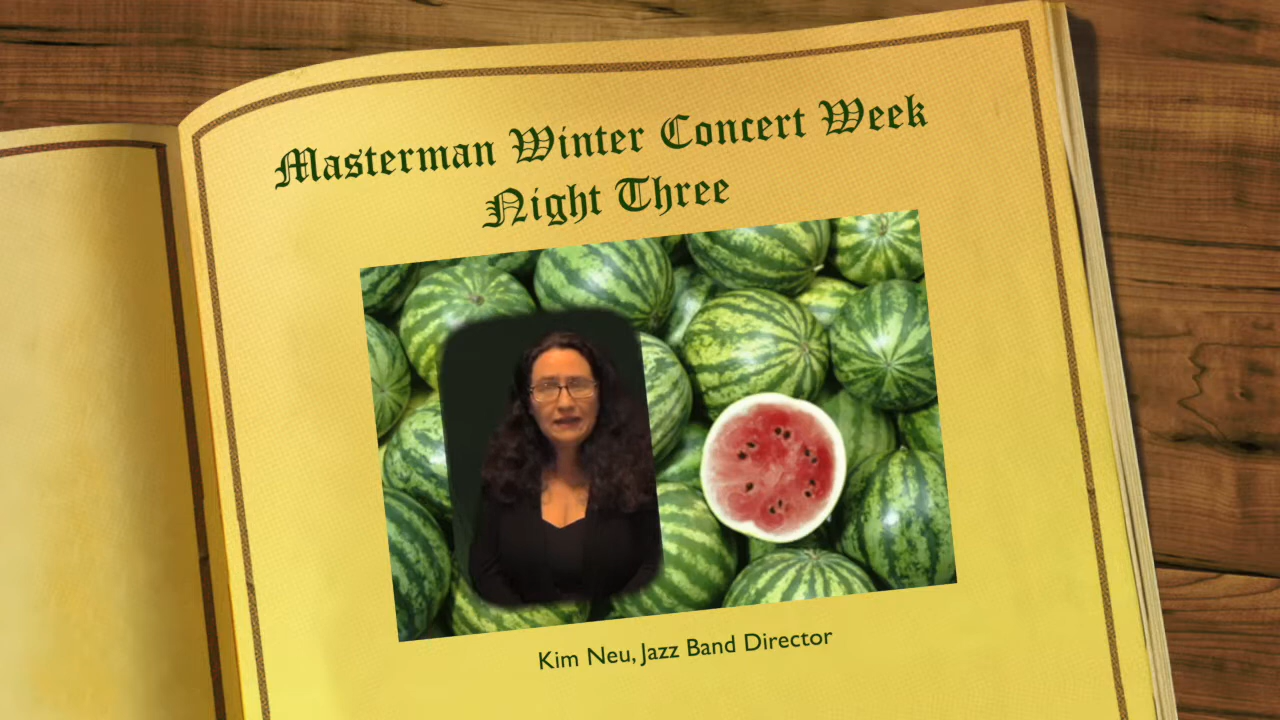 Masterman Winter Concert Week
Night Three
Kim Neu, Jazz Band Director